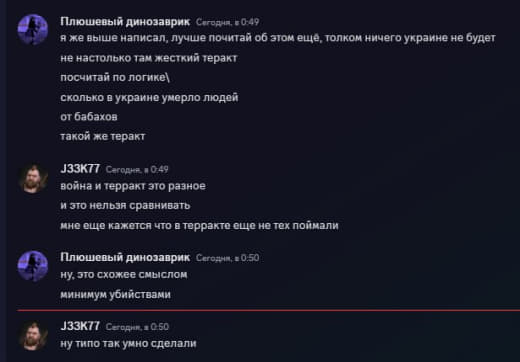 Плюшевый динозаврик Сегодня, в 0:49
я же выше написал, лучше почитай об этом ещё, толком ничего украине не будет
не настолько там жесткий теракт
посчитай по логике\
сколько в украине умерло людей
от бабахов
такой же теракт
J33K77 Сегодня, в 0:49
война и терракт это разное
и это нельзя сравнивать
мне еще кажется что в терракте еще не тех поймали
Плюшевый динозаврик Сегодня, в 0:50
ну, это схожее смыслом
минимум убийствами
J33K77 Сегодня, в 0:50
ну типо так умно сделали